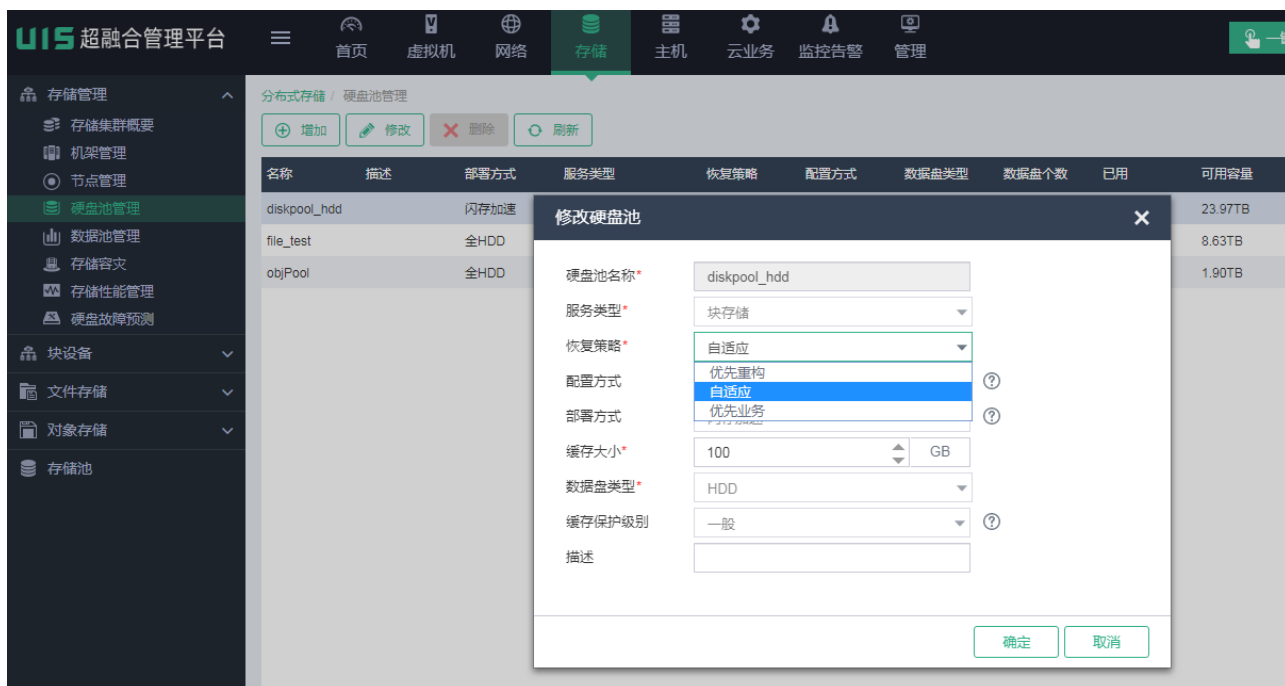 UIS 超融合管理平台
首页 虚拟机 网络 存储 主机 云业务 监控告警 管理
存储管理
存储集群概要
机架管理
节点管理
硬盘池管理
数据池管理
存储容灾
存储性能管理
硬盘故障预测
块设备
文件存储
对象存储
存储池
分布式存储 / 硬盘池管理
增加 修改 删除 刷新
名称 描述 部署方式 服务类型 恢复策略 配置方式 数据盘类型 数据盘个数 已用 可用容量
diskpool_hdd 闪存加速 23.97TB
file_test 全HDD 8.63TB
objPool 全HDD 1.90TB
修改硬盘池
硬盘池名称* diskpool_hdd
服务类型* 块存储
恢复策略* 自适应
优先重构
自适应
优先业务
配置方式
部署方式
缓存大小* 100 GB
数据盘类型* HDD
缓存保护级别 一般
描述
确定 取消